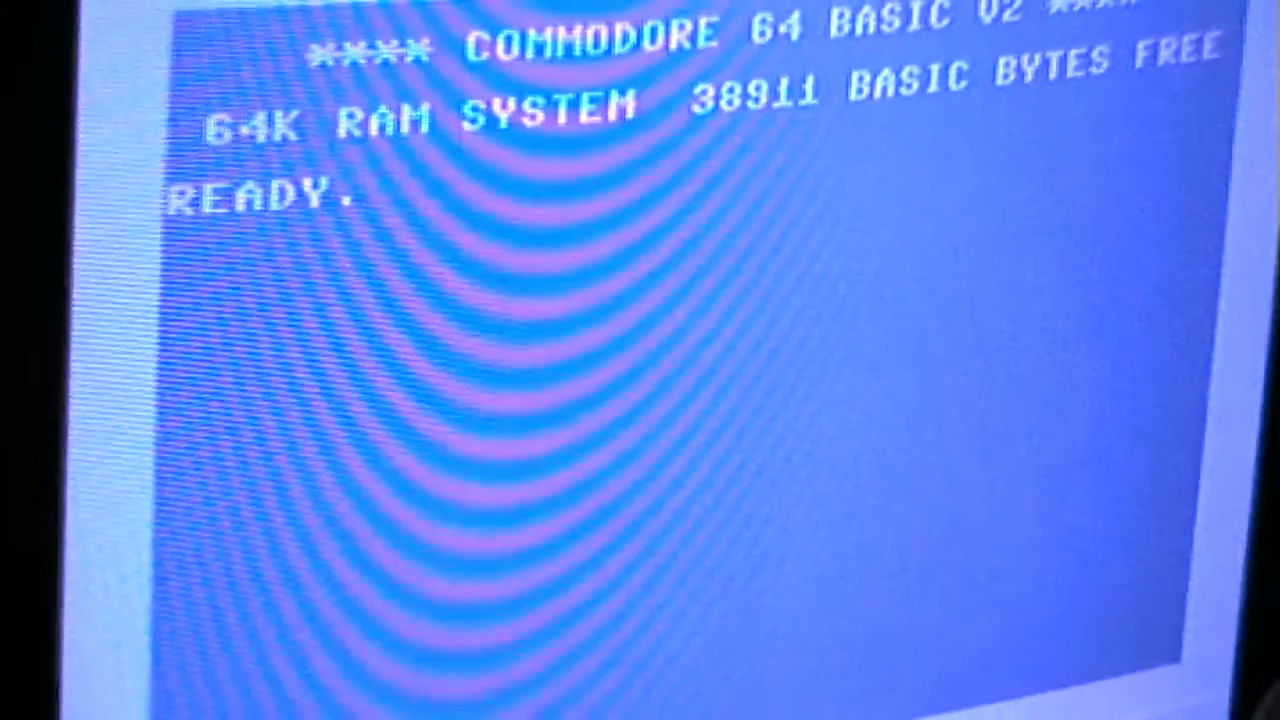 **** COMMODORE 64 BASIC V2 ****
64K RAM SYSTEM 38911 BASIC BYTES FREE
READY.